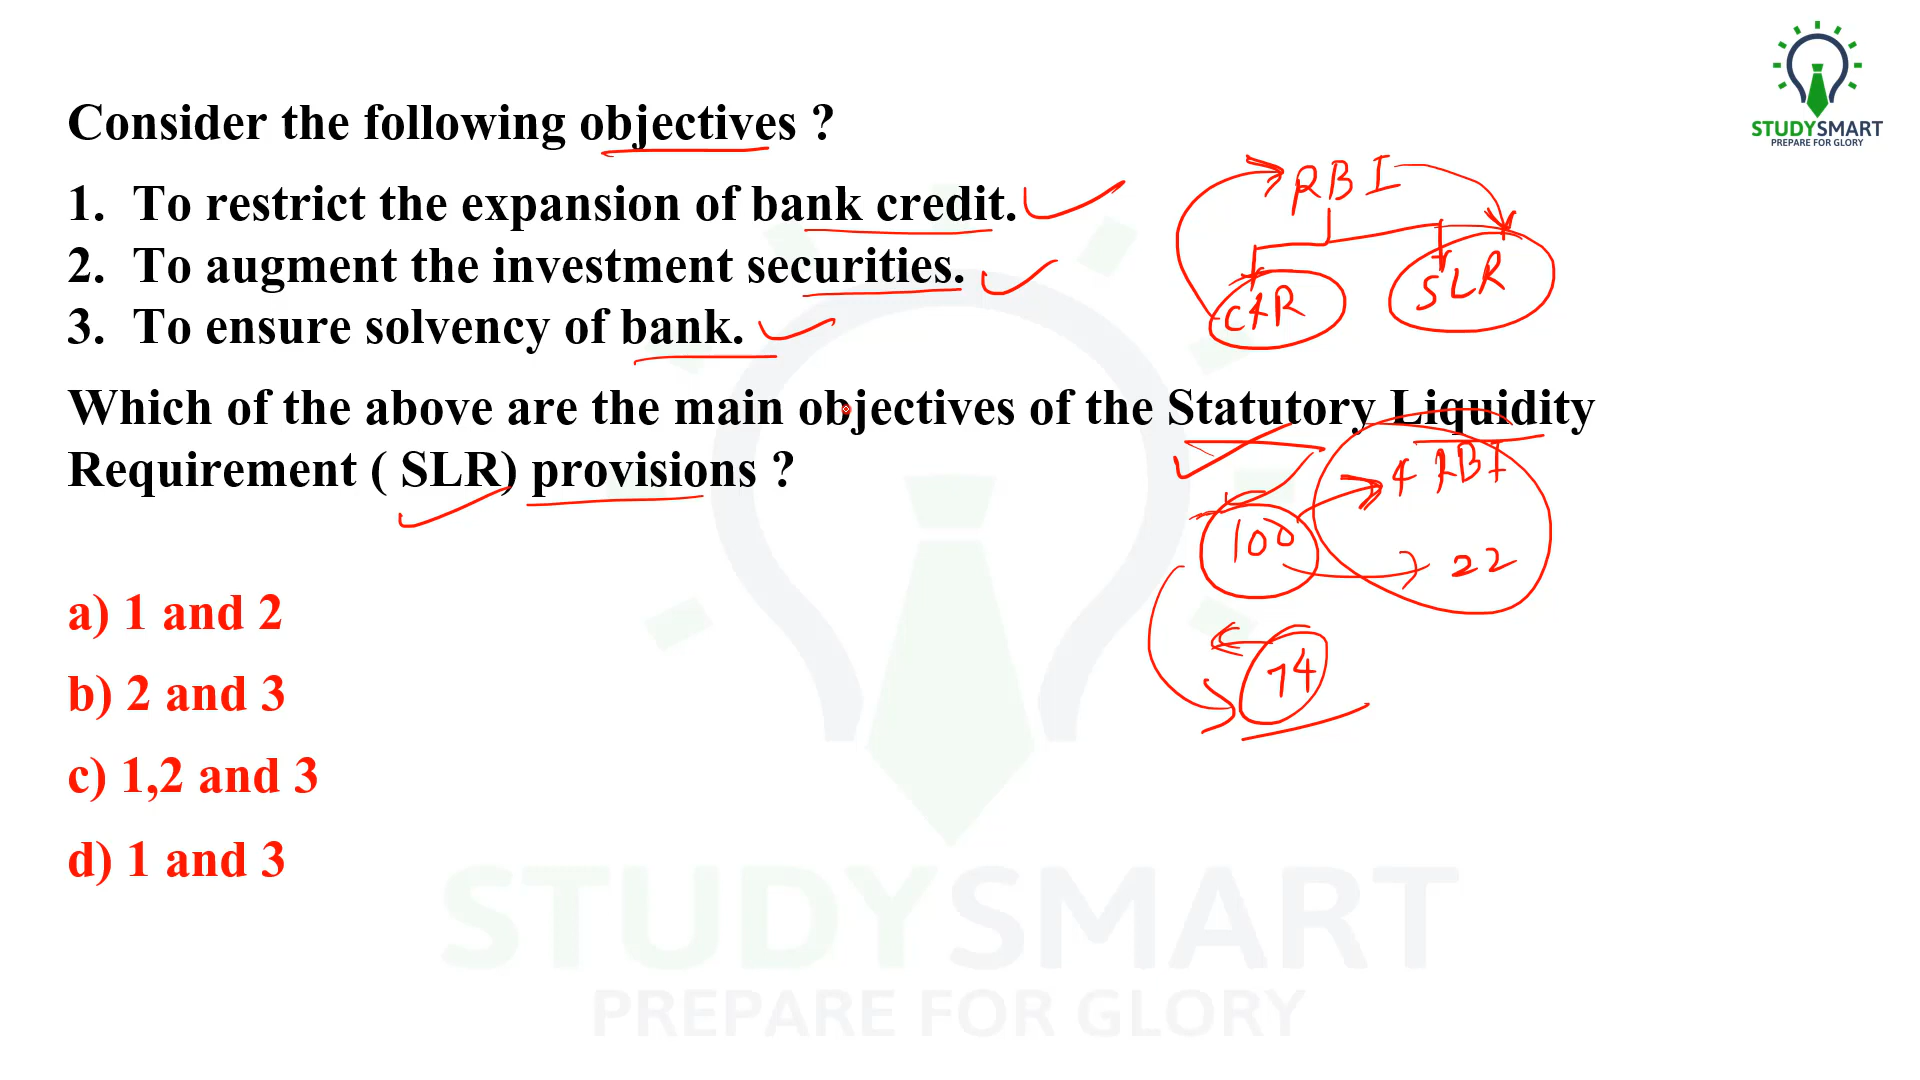 STUDYSMART
PREPARE FOR GLORY
Consider the following objectives ?
1. To restrict the expansion of bank credit.
2. To augment the investment securities.
3. To ensure solvency of bank.
Which of the above are the main objectives of the Statutory Liquidity
Requirement ( SLR) provisions ?
a) 1 and 2
b) 2 and 3
c) 1,2 and 3
d) 1 and 3
RBI
CRR
SLR
4 RBI
100
22
74
STUDYSMART
PREPARE FOR GLORY